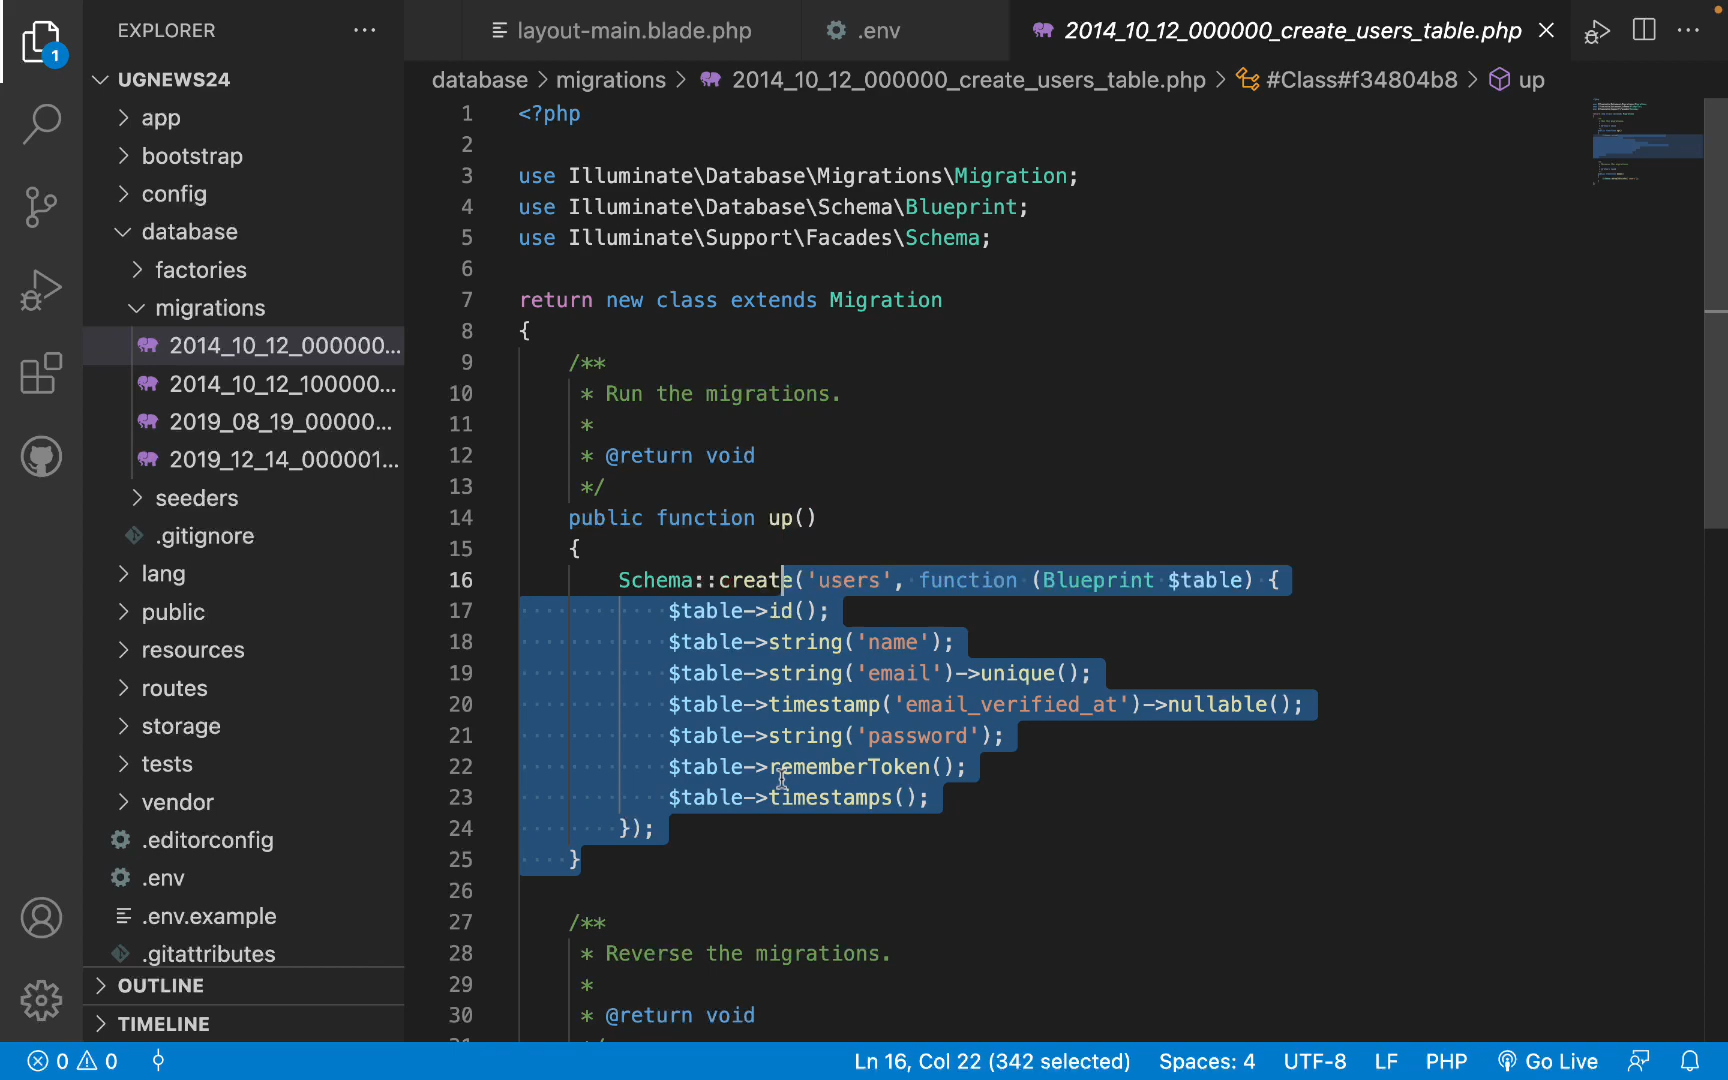 EXPLORER
1
UGNEWS24
app
bootstrap
config
database
factories
migrations
2014_10_12_000000...
2014_10_12_100000...
2019_08_19_00000...
2019_12_14_000001...
seeders
.gitignore
lang
public
resources
routes
storage
tests
vendor
.editorconfig
.env
.env.example
.gitattributes
OUTLINE
TIMELINE
layout-main.blade.php
.env
2014_10_12_000000_create_users_table.php
database > migrations > 2014_10_12_000000_create_users_table.php > #Class#f34804b8 > up
1 <?php
2
3 use Illuminate\Database\Migrations\Migration;
4 use Illuminate\Database\Schema\Blueprint;
5 use Illuminate\Support\Facades\Schema;
6
7 return new class extends Migration
8 {
9 /**
10 * Run the migrations.
11 *
12 * @return void
13 */
14 public function up()
15 {
16 Schema::create('users', function (Blueprint $table) {
17 $table->id();
18 $table->string('name');
19 $table->string('email')->unique();
20 $table->timestamp('email_verified_at')->nullable();
21 $table->string('password');
22 $table->rememberToken();
23 $table->timestamps();
24 });
25 }
26
27 /**
28 * Reverse the migrations.
29 *
30 * @return void
0 0
Ln 16, Col 22 (342 selected)
Spaces: 4
UTF-8
LF
PHP
Go Live